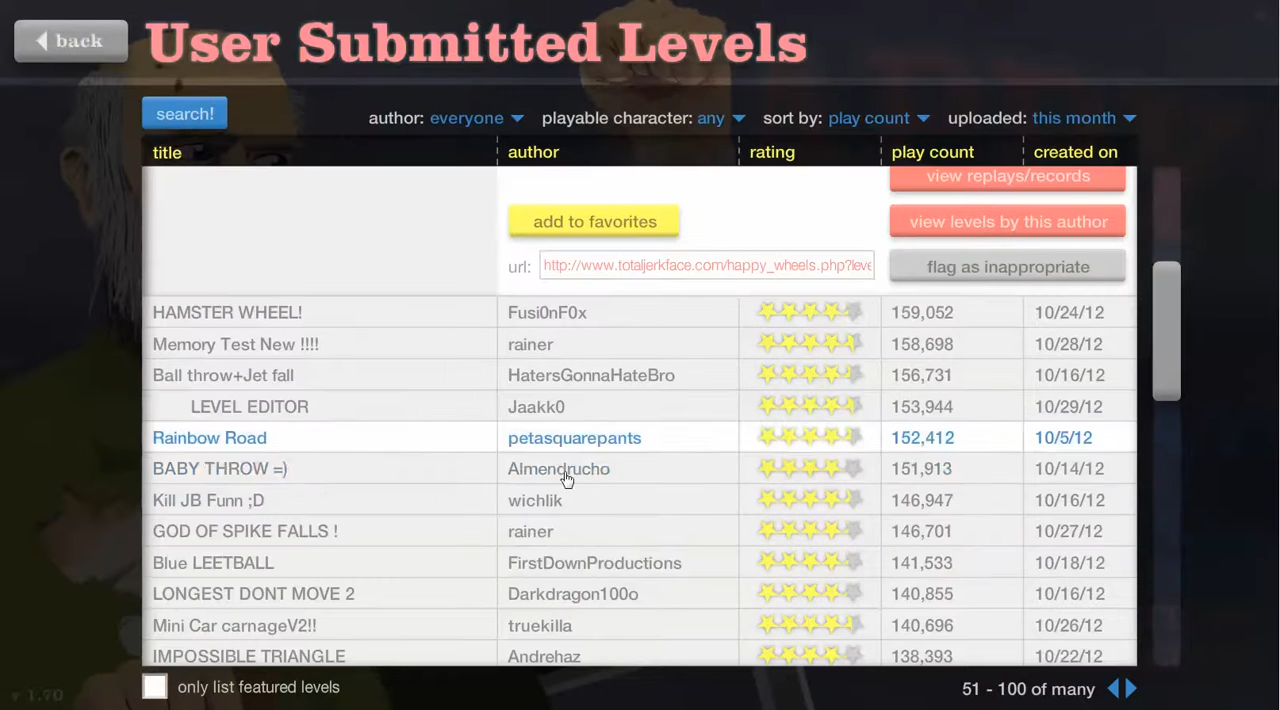 back
User Submitted Levels
search!
author: everyone playable character: any sort by: play count uploaded: this month
title author rating play count created on
view replays/records
add to favorites view levels by this author
url: http://www.totaljerkface.com/happy_wheels.php?leve flag as inappropriate
HAMSTER WHEEL! Fusi0nF0x 159,052 10/24/12
Memory Test New !!!! rainer 158,698 10/28/12
Ball throw+Jet fall HatersGonnaHateBro 156,731 10/16/12
LEVEL EDITOR Jaakk0 153,944 10/29/12
Rainbow Road petasquarepants 152,412 10/5/12
BABY THROW =) Almendrucho 151,913 10/14/12
Kill JB Funn ;D wichlik 146,947 10/16/12
GOD OF SPIKE FALLS ! rainer 146,701 10/27/12
Blue LEETBALL FirstDownProductions 141,533 10/18/12
LONGEST DONT MOVE 2 Darkdragon100o 140,855 10/16/12
Mini Car carnageV2!! truekilla 140,696 10/26/12
IMPOSSIBLE TRIANGLE Andrehaz 138,393 10/22/12
v 1.70 only list featured levels 51 - 100 of many